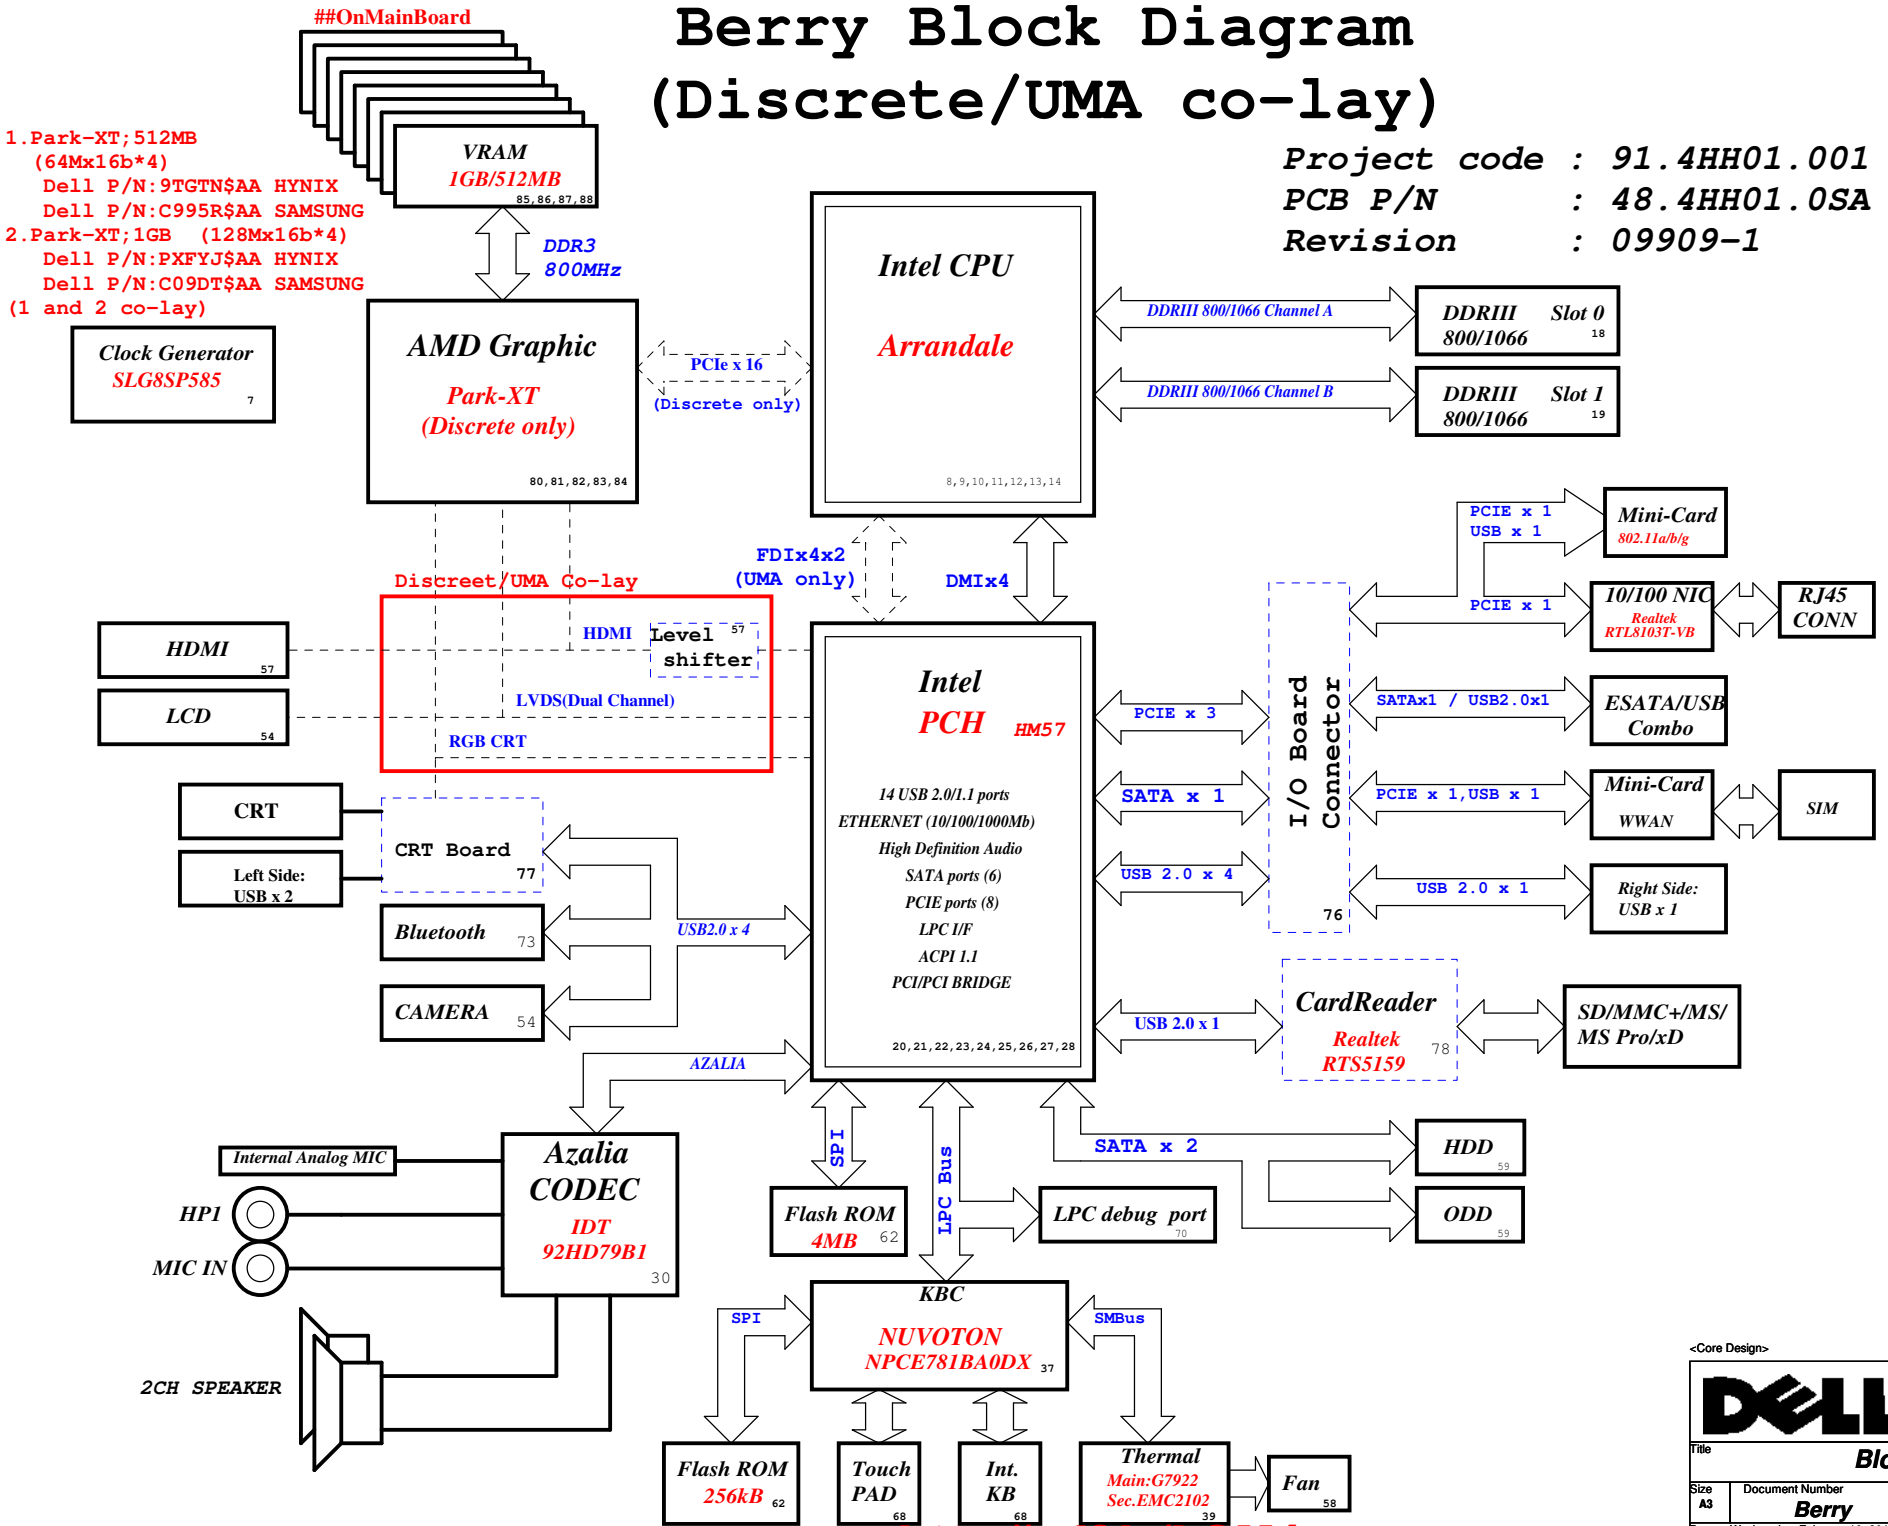 ##OnMainBoard
Berry Block Diagram
(Discrete/UMA co-lay)
Project code : 91.4HH01.001
PCB P/N : 48.4HH01.0SA
Revision : 09909-1
1.Park-XT;512MB
(64Mx16b*4)
Dell P/N:9TGTN$AA HYNIX
Dell P/N:C995R$AA SAMSUNG
2.Park-XT;1GB (128Mx16b*4)
Dell P/N:PXFYJ$AA HYNIX
Dell P/N:C09DT$AA SAMSUNG
(1 and 2 co-lay)
VRAM
1GB/512MB
85,86,87,88
DDR3
800MHz
Clock Generator
SLG8SP585
7
AMD Graphic
Park-XT
(Discrete only)
80,81,82,83,84
PCIe x 16
(Discrete only)
Intel CPU
Arrandale
8,9,10,11,12,13,14
DDRIII 800/1066 Channel A
DDRIII Slot 0
800/1066 18
DDRIII 800/1066 Channel B
DDRIII Slot 1
800/1066 19
FDIx4x2
(UMA only)
DMIx4
Discreet/UMA Co-lay
HDMI
Level 57
shifter
LVDS(Dual Channel)
RGB CRT
HDMI
57
LCD
54
CRT
Left Side:
USB x 2
CRT Board
77
Bluetooth 73
CAMERA 54
USB2.0 x 4
AZALIA
Intel
PCH HM57
14 USB 2.0/1.1 ports
ETHERNET (10/100/1000Mb)
High Definition Audio
SATA ports (6)
PCIE ports (8)
LPC I/F
ACPI 1.1
PCI/PCI BRIDGE
20,21,22,23,24,25,26,27,28
PCIE x 3
SATA x 1
USB 2.0 x 4
USB 2.0 x 1
I/O Board
Connector
76
PCIE x 1
USB x 1
Mini-Card
802.11a/b/g
PCIE x 1
10/100 NIC
Realtek
RTL8103T-VB
RJ45
CONN
SATAx1 / USB2.0x1
ESATA/USB
Combo
PCIE x 1,USB x 1
Mini-Card
WWAN
SIM
USB 2.0 x 1
Right Side:
USB x 1
CardReader
Realtek
RTS5159
78
SD/MMC+/MS/
MS Pro/xD
Internal Analog MIC
HP1
MIC IN
2CH SPEAKER
Azalia
CODEC
IDT
92HD79B1
30
SPI
LPC Bus
SATA x 2
Flash ROM
4MB 62
LPC debug port
70
HDD
59
ODD
59
KBC
NUVOTON
NPCE781BA0DX 37
SPI
SMBus
Flash ROM
256kB 62
Touch
PAD
68
Int.
KB
68
Thermal
Main:G7922
Sec.EMC2102
39
Fan
58
<Core Design>
DELL
Title
Size
A3
Document Number
Berry